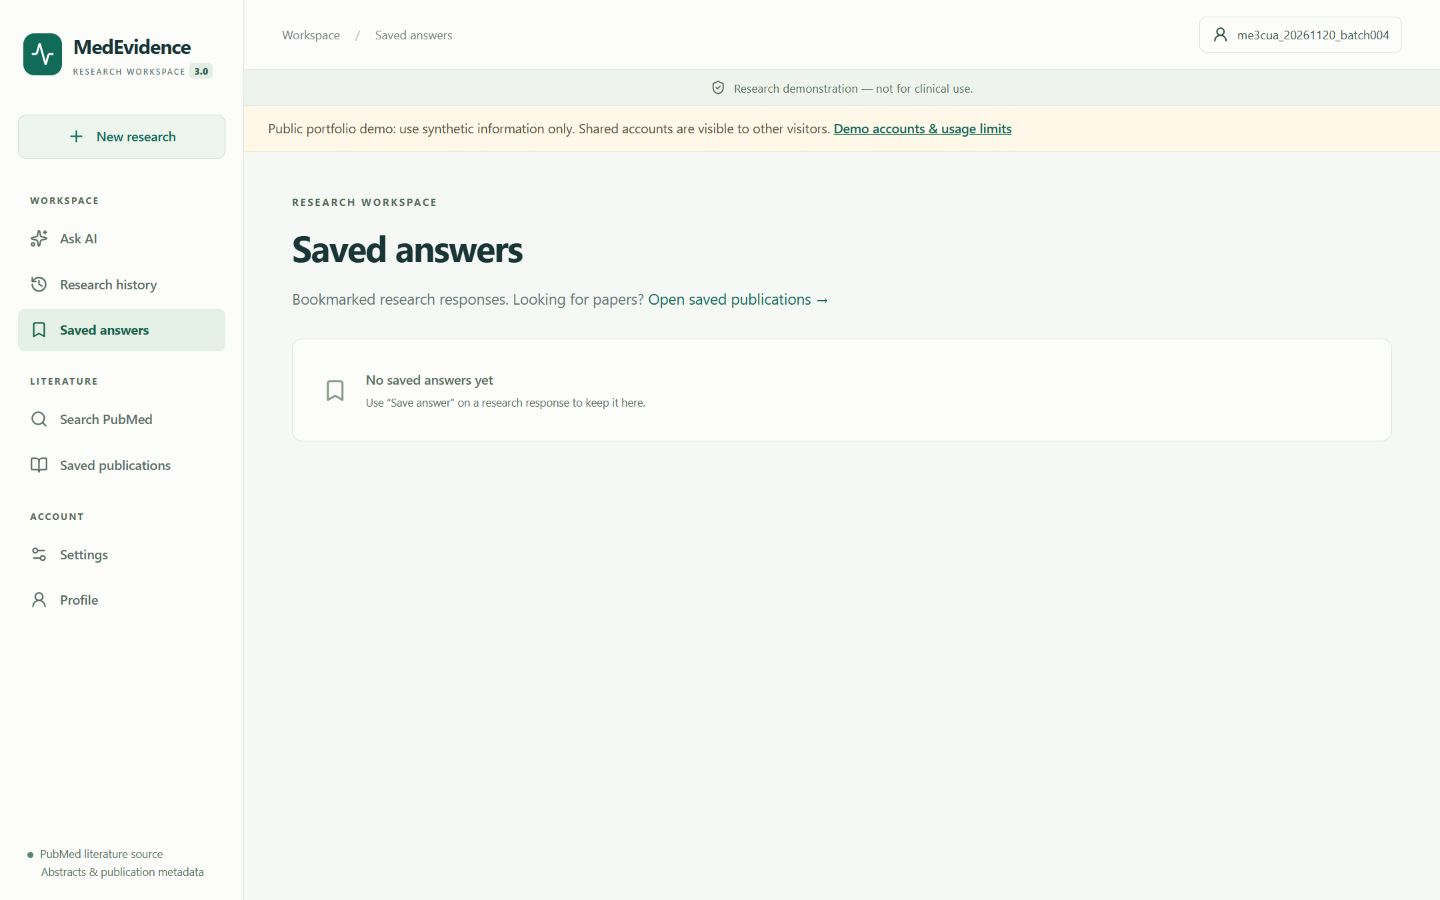 MedEvidence
RESEARCH WORKSPACE 3.0
New research
WORKSPACE
Ask AI
Research history
Saved answers
LITERATURE
Search PubMed
Saved publications
ACCOUNT
Settings
Profile
PubMed literature source
Abstracts & publication metadata
Workspace / Saved answers
me3cua_20261120_batch004
Research demonstration — not for clinical use.
Public portfolio demo: use synthetic information only. Shared accounts are visible to other visitors. Demo accounts & usage limits
RESEARCH WORKSPACE
Saved answers
Bookmarked research responses. Looking for papers? Open saved publications →
No saved answers yet
Use “Save answer” on a research response to keep it here.